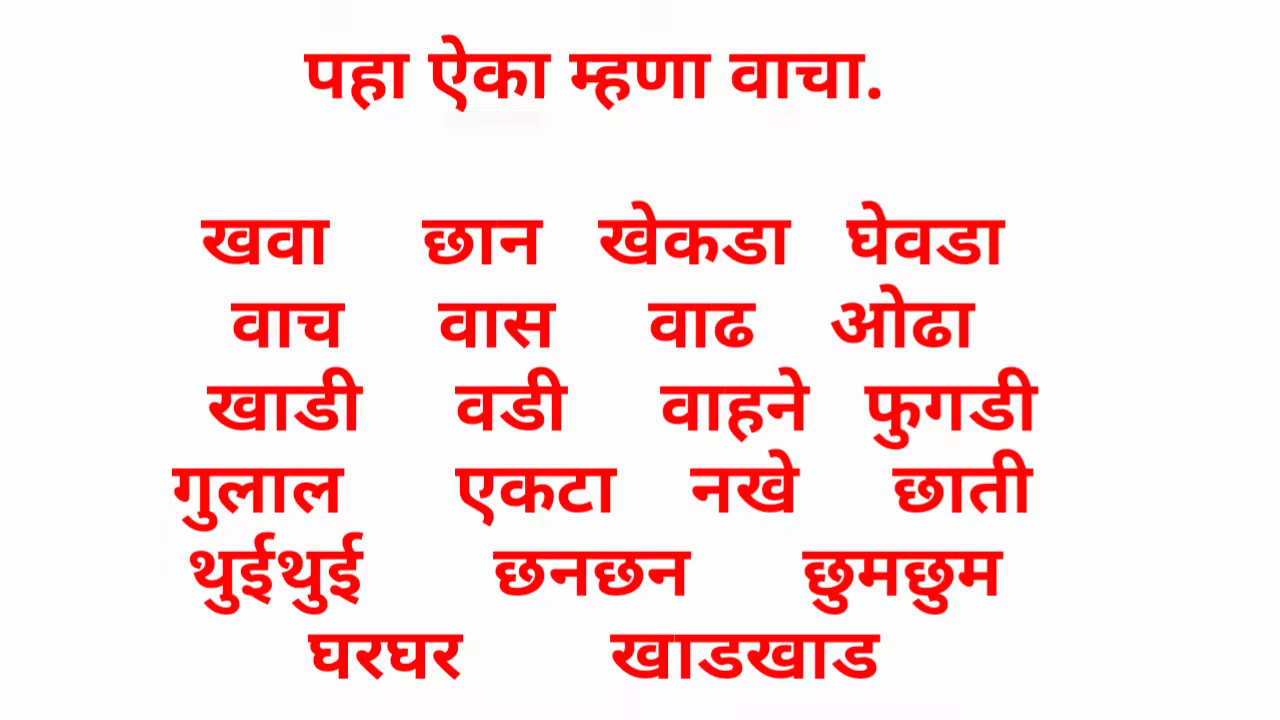 पहा ऐका म्हणा वाचा.
खवा छान खेकडा घेवडा
वाच वास वाढ ओढा
खाडी वडी वाहने फुगडी
गुलाल एकटा नखे छाती
थुईथुई छनछन छुमछुम
घरघर खाडखाड